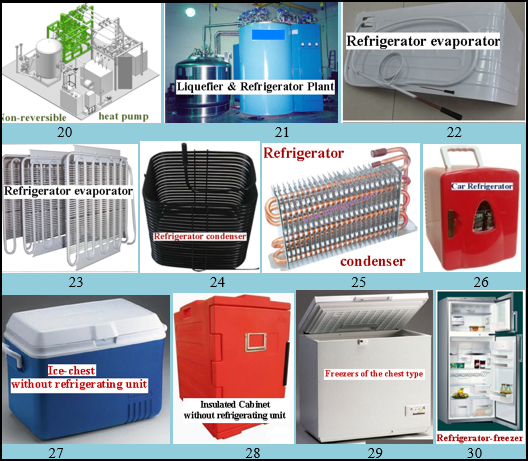 Non-reversible heat pump
Liquefier & Refrigerator Plant
Refrigerator evaporator
20 21 22
Refrigerator evaporator
Refrigerator condenser
Refrigerator
condenser
Car Refrigerator
23 24 25 26
Ice-chest
without refrigerating unit
Insulated Cabinet
without refrigerating unit
Freezers of the chest type
Refrigerator-freezer
27 28 29 30